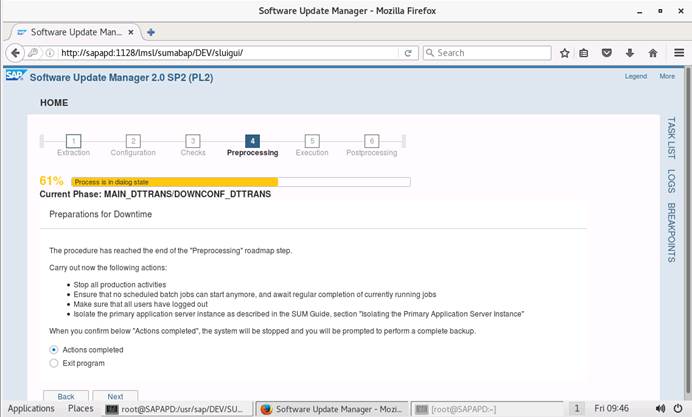 Software Update Manager - Mozilla Firefox
Software Update Man...
http://sapapd:1128/lmsl/sumabap/DEV/sluigui/
Search
SAP Software Update Manager 2.0 SP2 (PL2)
Legend More
HOME
1 2 3 4 5 6
Extraction Configuration Checks Preprocessing Execution Postprocessing
TASK LIST
LOGS
BREAKPOINTS
61% Process is in dialog state
Current Phase: MAIN_DTTRANS/DOWNCONF_DTTRANS
Preparations for Downtime
The procedure has reached the end of the "Preprocessing" roadmap step.
Carry out now the following actions:
• Stop all production activities
• Ensure that no scheduled batch jobs can start anymore, and await regular completion of currently running jobs
• Make sure that all users have logged out
• Isolate the primary application server instance as described in the SUM Guide, section "Isolating the Primary Application Server Instance"
When you confirm below "Actions completed", the system will be stopped and you will be prompted to perform a complete backup.
Actions completed
Exit program
Back Next
Applications Places root@SAPAPD:/usr/sap/DEV/SU... Software Update Manager - Mozi... [root@SAPAPD:~] 1 Fri 09:46